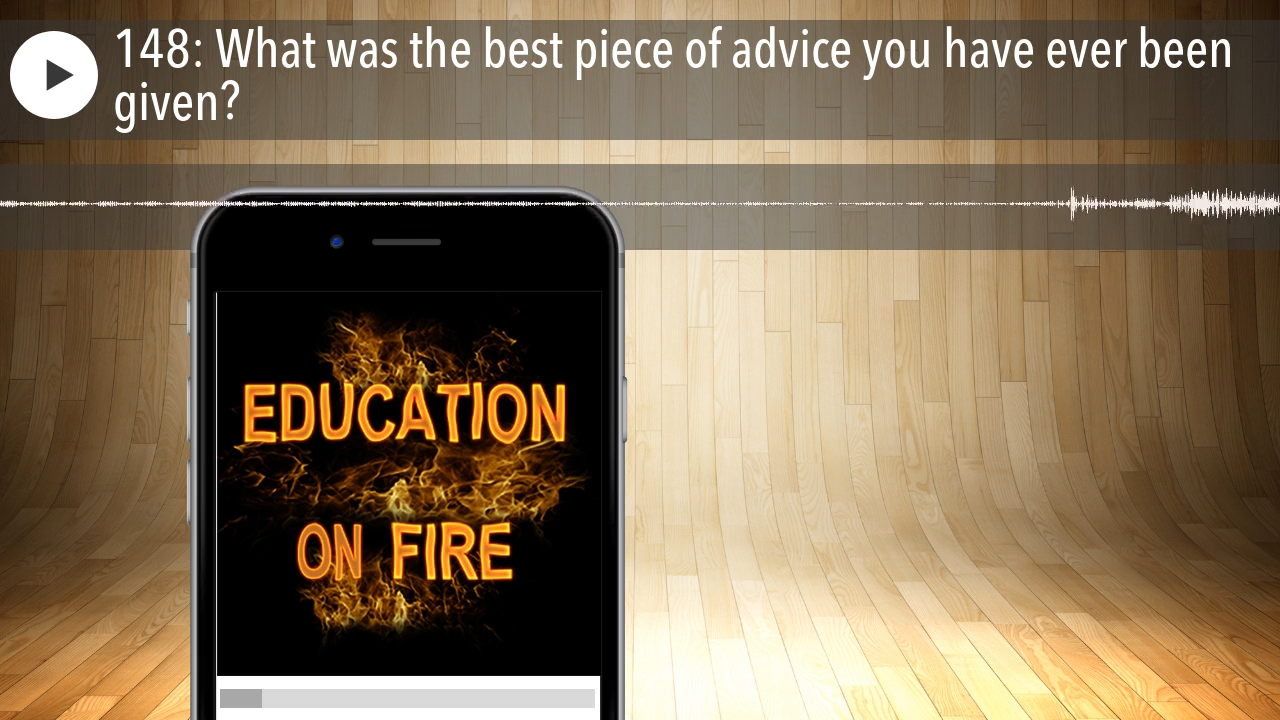 148: What was the best piece of advice you have ever been
given?
EDUCATION
ON FIRE